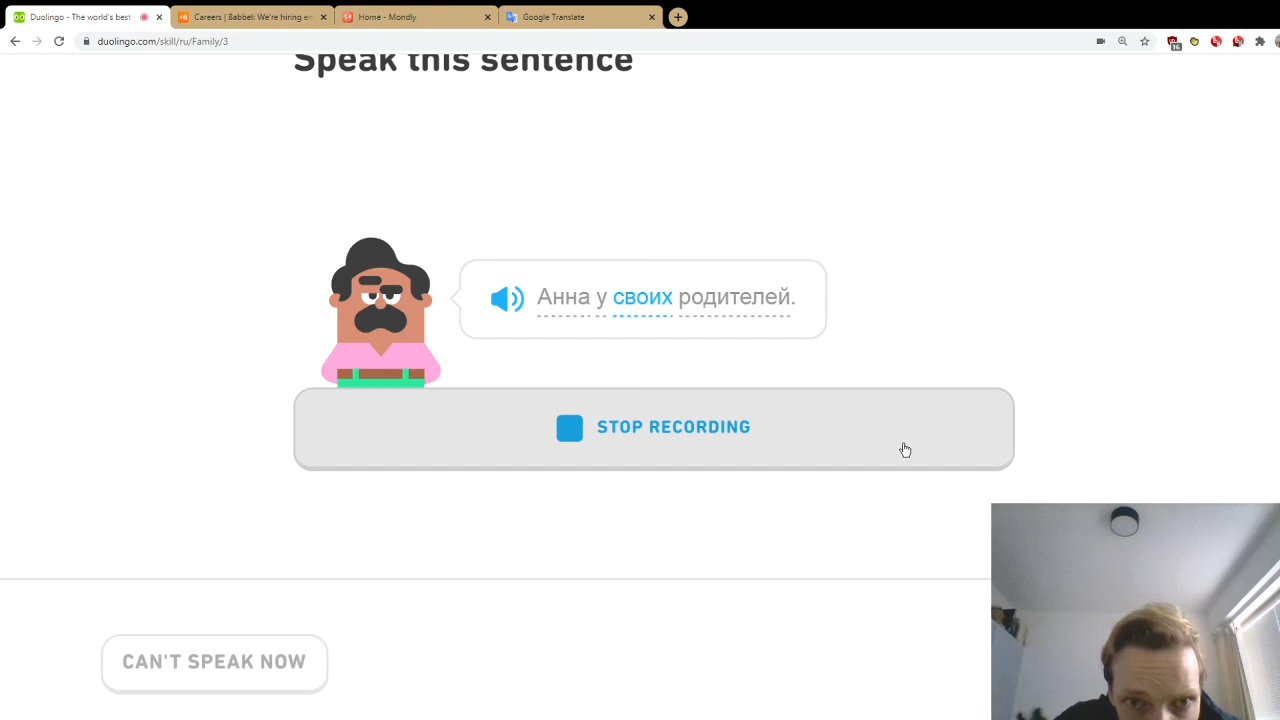 Duolingo - The world's best
Careers | Babbel: We're hiring en
Home - Mondly
Google Translate
duolingo.com/skill/ru/Family/3
16
Speak this sentence
Анна у своих родителей.
STOP RECORDING
CAN'T SPEAK NOW